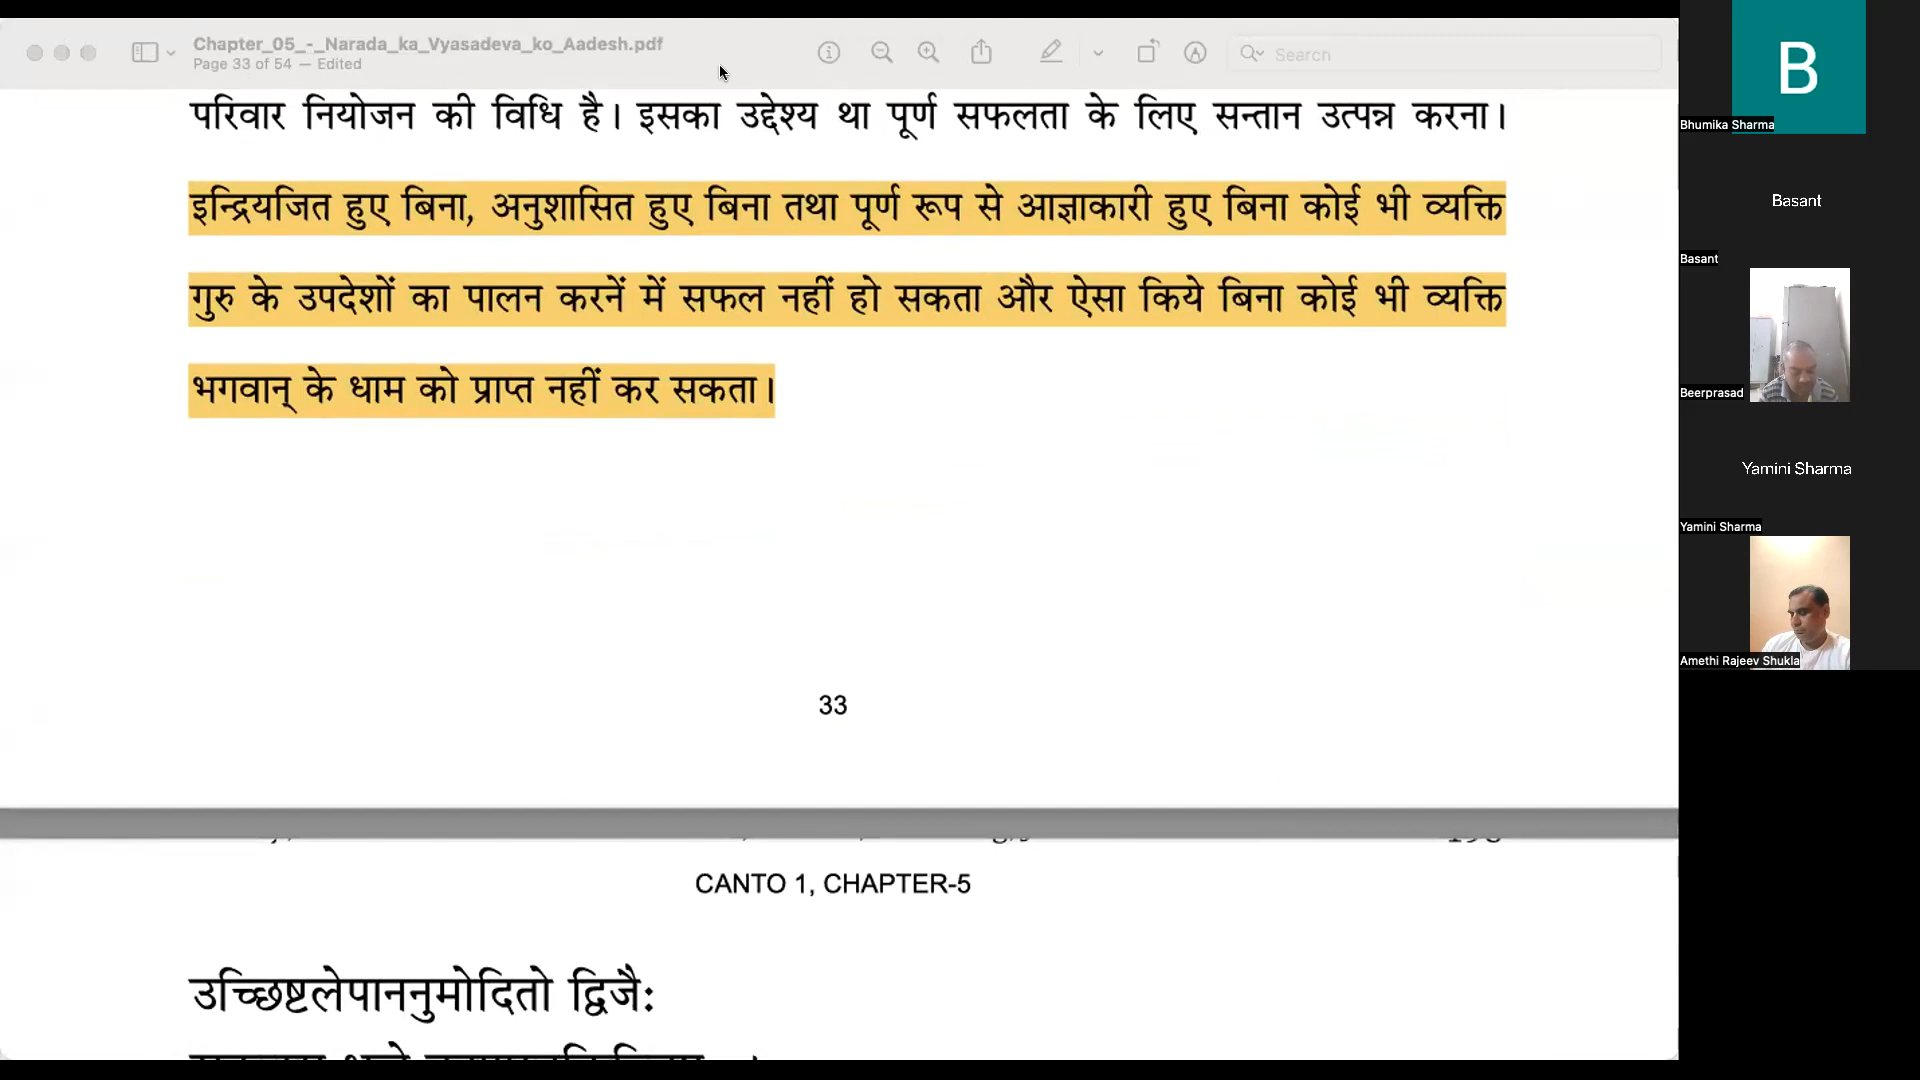 Chapter_05_-_Narada_ka_Vyasadeva_ko_Aadesh.pdf
Page 33 of 54 — Edited
Search
परिवार नियोजन की विधि है। इसका उद्देश्य था पूर्ण सफलता के लिए सन्तान उत्पन्न करना।
इन्द्रियजित हुए बिना, अनुशासित हुए बिना तथा पूर्ण रूप से आज्ञाकारी हुए बिना कोई भी व्यक्ति
गुरु के उपदेशों का पालन करनें में सफल नहीं हो सकता और ऐसा किये बिना कोई भी व्यक्ति
भगवान् के धाम को प्राप्त नहीं कर सकता।
33
CANTO 1, CHAPTER-5
उच्छिष्टलेपाननुमोदितो द्विजैः
B
Bhumika Sharma
Basant
Basant
Beerprasad
Yamini Sharma
Yamini Sharma
Amethi Rajeev Shukla